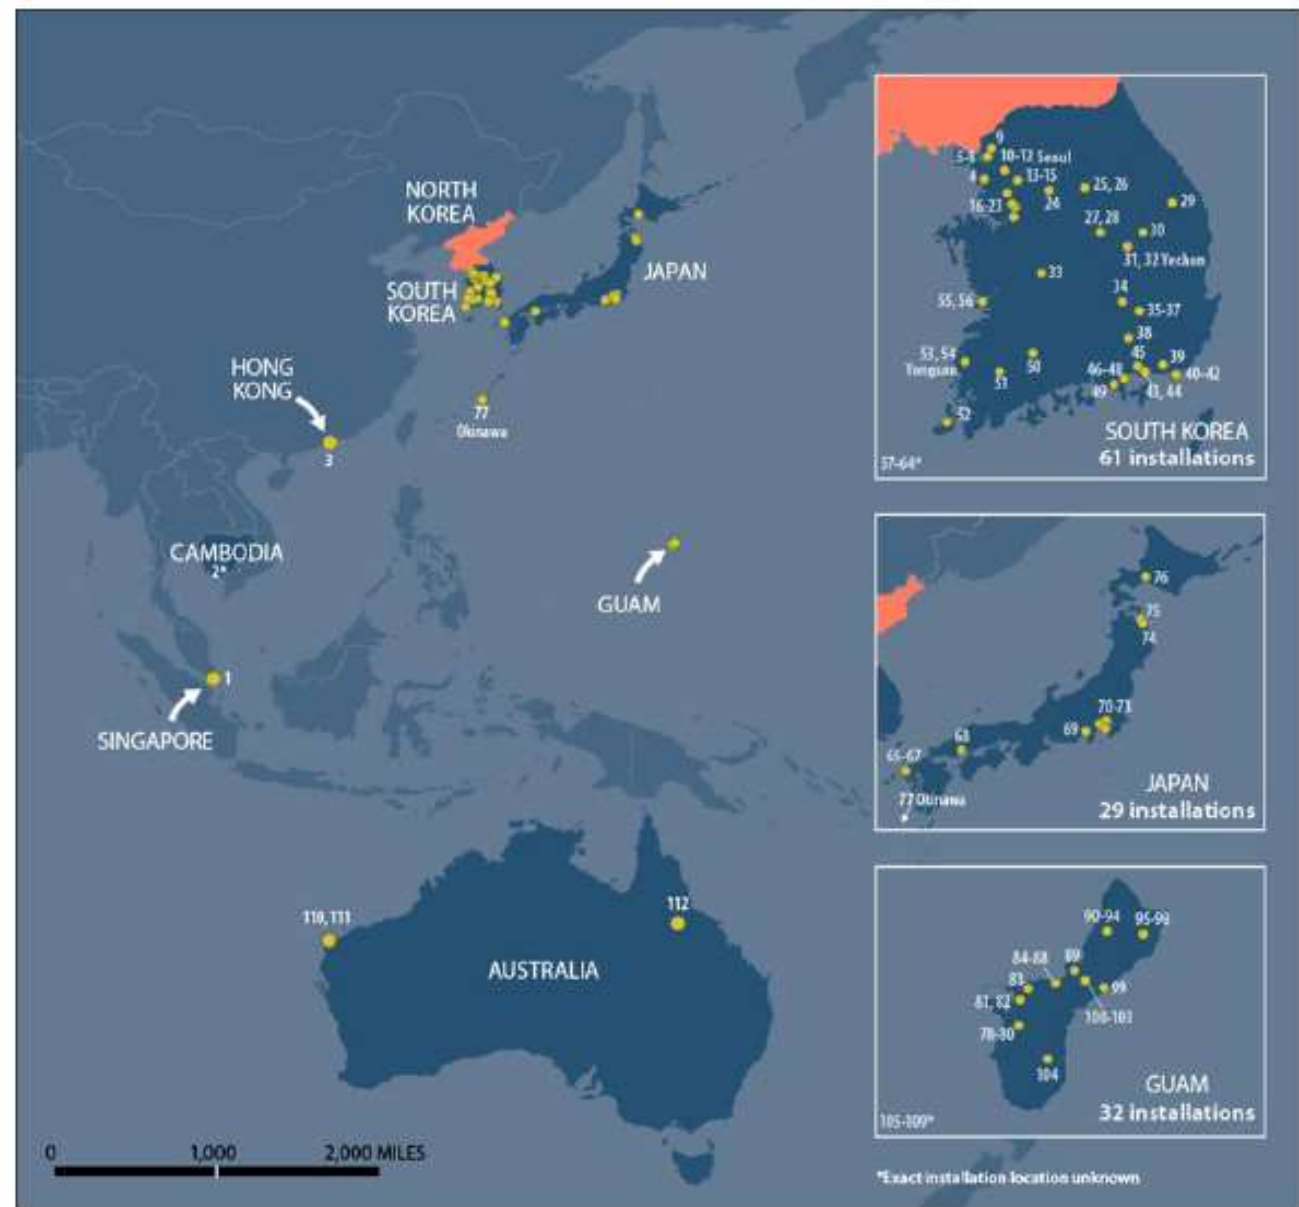 NORTH
KOREA
SOUTH
KOREA
JAPAN
HONG
KONG
3
77
Okinawa
CAMBODIA
2*
GUAM
1
SINGAPORE
110, 111
112
AUSTRALIA
0 1,000 2,000 MILES
9
5-8
10-12 Seoul
4
13-15
16-23
24
25, 26
29
27, 28
30
31, 32 Yechon
33
34
55, 56
35-37
38
53, 54
Yongsan
50
45
39
46-48
40-42
51
49
43, 44
52
SOUTH KOREA
61 installations
57-64*
76
75
74
70-73
69
68
65-67
77 Okinawa
JAPAN
29 installations
90-94
95-98
89
84-88
83
99
81, 82
100-103
78-80
104
GUAM
32 installations
105-109*
*Exact installation location unknown